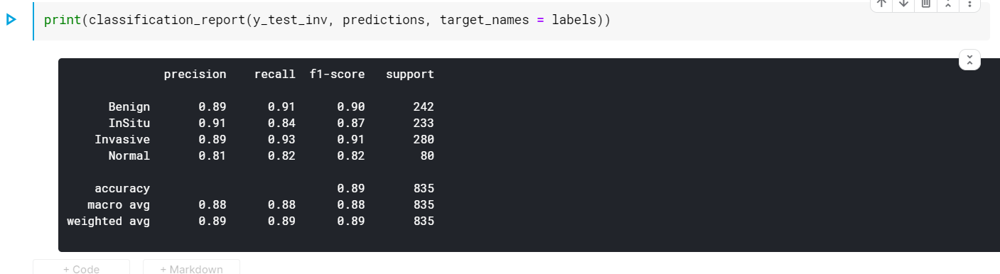 print(classification_report(y_test_inv, predictions, target_names = labels))
precision recall f1-score support
Benign 0.89 0.91 0.90 242
InSitu 0.91 0.84 0.87 233
Invasive 0.89 0.93 0.91 280
Normal 0.81 0.82 0.82 80
accuracy 0.89 835
macro avg 0.88 0.88 0.88 835
weighted avg 0.89 0.89 0.89 835
+ Code + Markdown